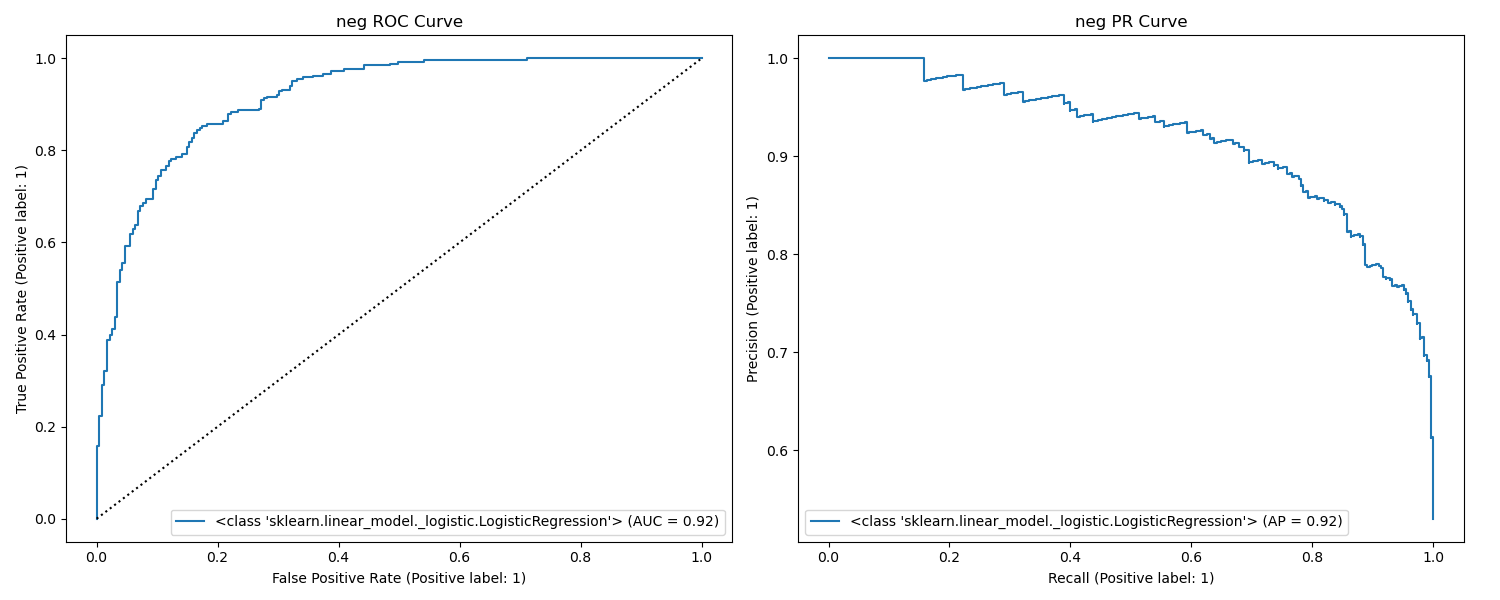 neg ROC Curve
1.0
0.8
0.6
0.4
0.2
0.0
True Positive Rate (Positive label: 1)
<class 'sklearn.linear_model._logistic.LogisticRegression'> (AUC = 0.92)
0.0 0.2 0.4 0.6 0.8 1.0
False Positive Rate (Positive label: 1)
neg PR Curve
1.0
0.9
0.8
0.7
0.6
Precision (Positive label: 1)
<class 'sklearn.linear_model._logistic.LogisticRegression'> (AP = 0.92)
0.0 0.2 0.4 0.6 0.8 1.0
Recall (Positive label: 1)